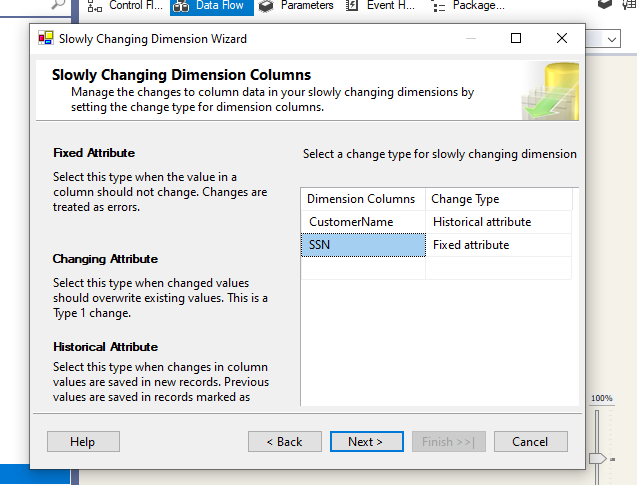 Control Fl... Data Flow Parameters Event H... Package...
Slowly Changing Dimension Wizard
Slowly Changing Dimension Columns
Manage the changes to column data in your slowly changing dimensions by
setting the change type for dimension columns.
Fixed Attribute
Select this type when the value in a
column should not change. Changes are
treated as errors.
Changing Attribute
Select this type when changed values
should overwrite existing values. This is a
Type 1 change.
Historical Attribute
Select this type when changes in column
values are saved in new records. Previous
values are saved in records marked as
Select a change type for slowly changing dimension
Dimension Columns Change Type
CustomerName Historical attribute
SSN Fixed attribute
100%
Help < Back Next > Finish >>| Cancel